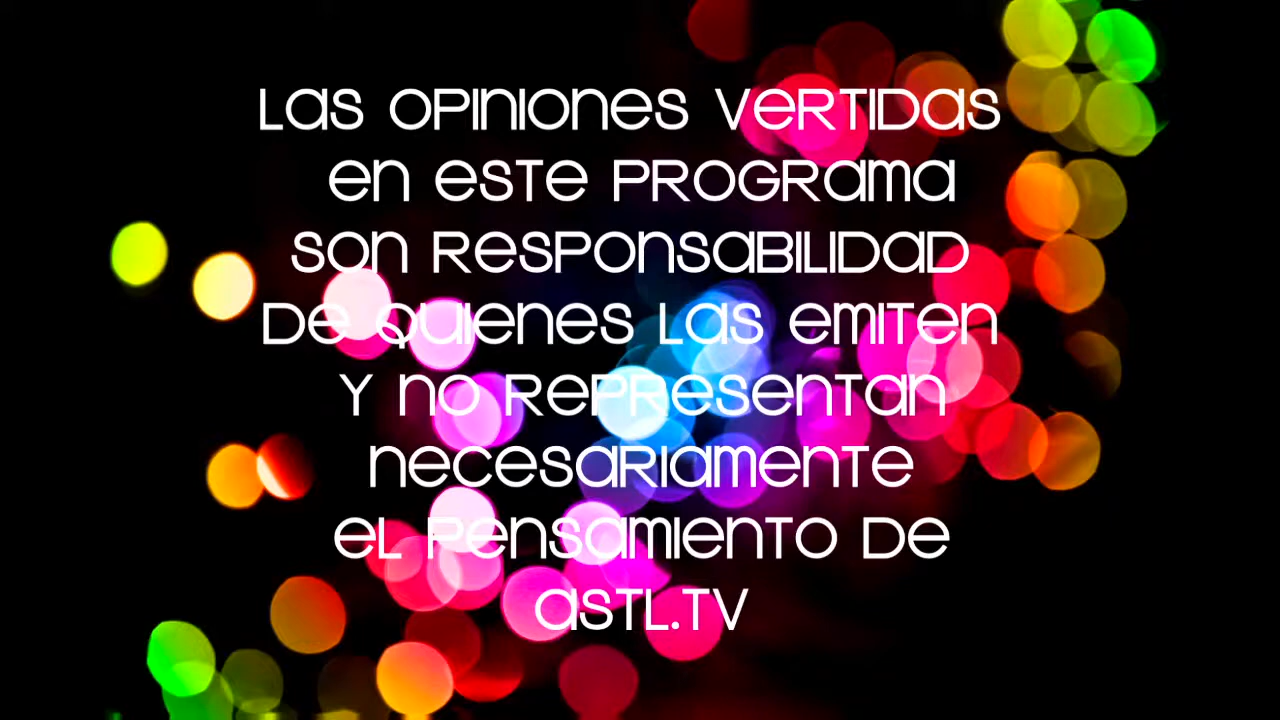 Las opiniones vertidas
en este programa
son responsabilidad
de quienes las emiten
y no representan
necesariamente
el pensamiento de
astl.tv